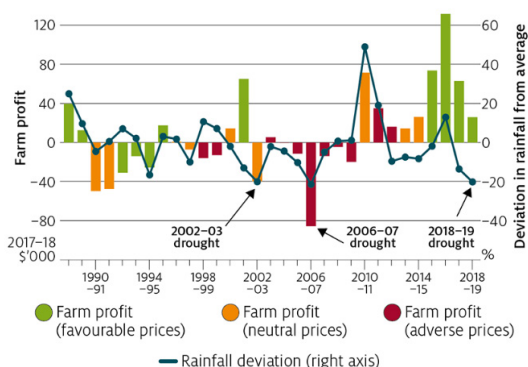 120
80
40
0
−40
−80
2017–18
$'000
Farm profit
60
40
20
0
−20
−40
%
Deviation in rainfall from average
2002–03
drought
2006–07
drought
2018–19
drought
1990
–91
1994
–95
1998
–99
2002
–03
2006
–07
2010
–11
2014
–15
2018
–19
Farm profit
(favourable prices)
Farm profit
(neutral prices)
Farm profit
(adverse prices)
Rainfall deviation (right axis)